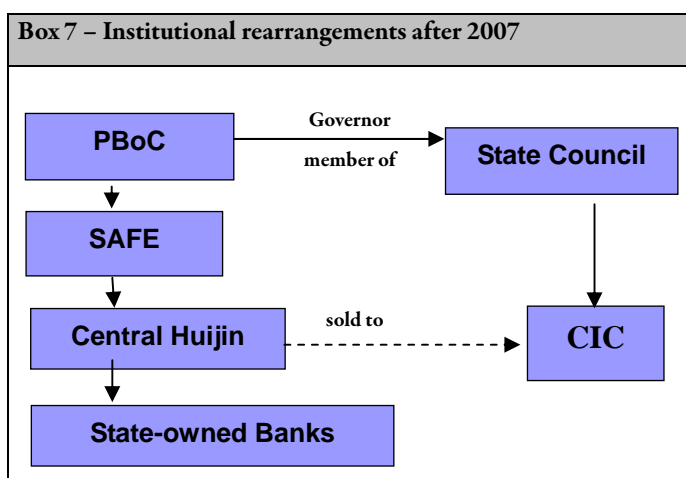 Box 7 – Institutional rearrangements after 2007
Governor
PBoC
member of
State Council
SAFE
Central Huijin
sold to
CIC
State-owned Banks